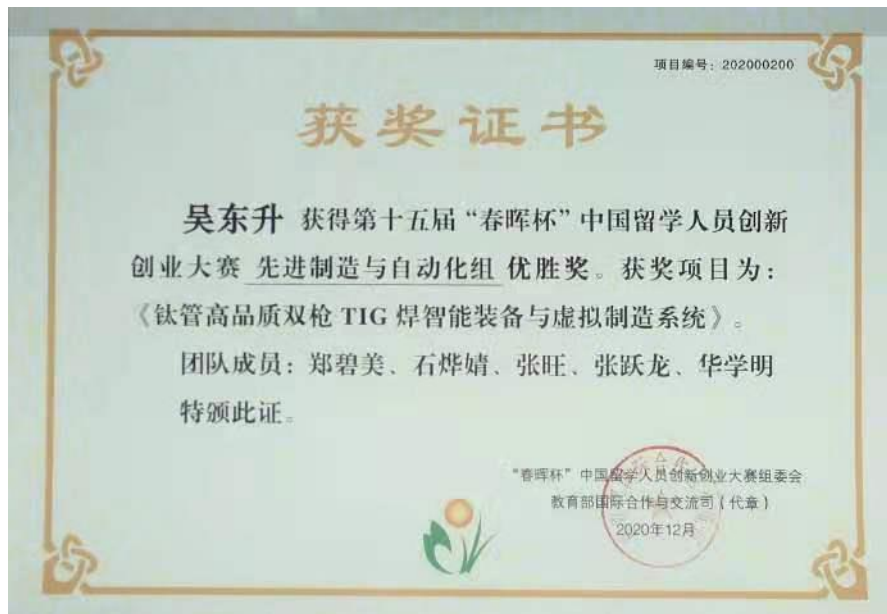 项目编号：202000200
获奖证书
吴东升 获得第十五届“春晖杯”中国留学人员创新
创业大赛 先进制造与自动化组 优胜奖。获奖项目为：
《钛管高品质双枪 TIG 焊智能装备与虚拟制造系统》。
团队成员：郑碧美、石烨婧、张旺、张跃龙、华学明
特颁此证。
“春晖杯”中国留学人员创新创业大赛组委会
教育部国际合作与交流司（代章）
2020年12月